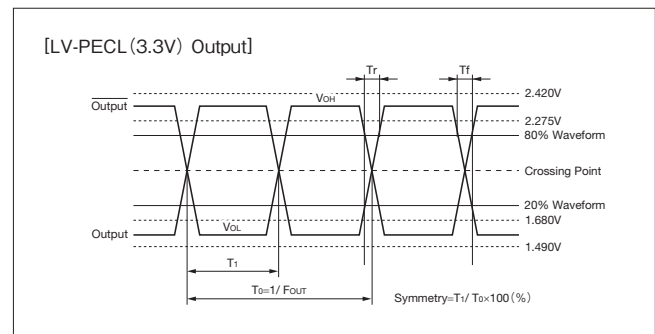 [LV-PECL(3.3V) Output]
Tr
Tf
2.420V
Output
VOH
2.275V
80% Waveform
Crossing Point
20% Waveform
1.680V
Output
VOL
1.490V
T1
T0=1/ FOUT
Symmetry=T1/ T0×100(%)